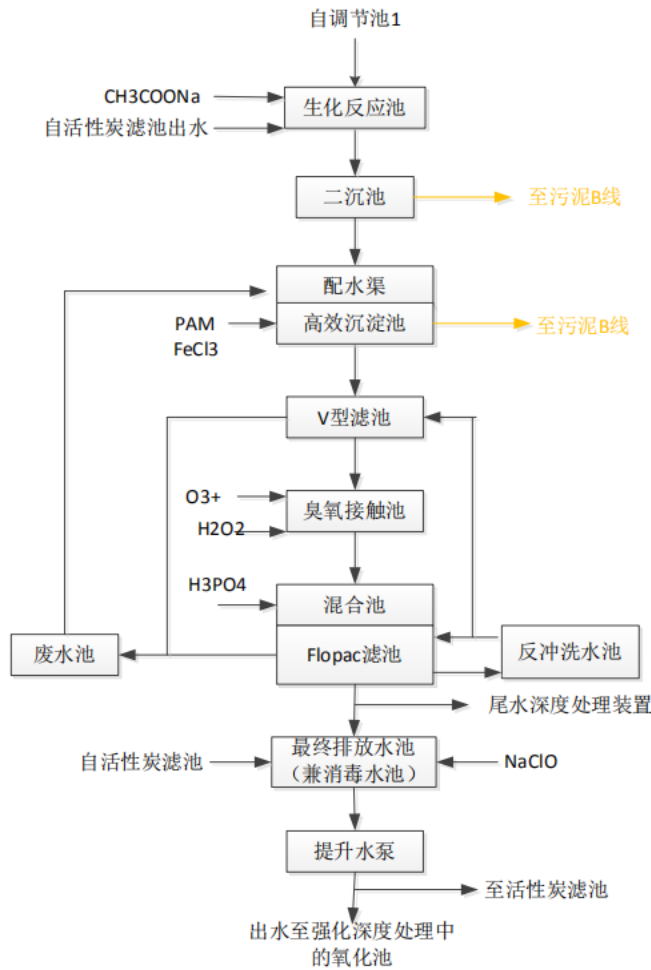 自调节池1
CH3COONa
生化反应池
自活性炭滤池出水
二沉池
至污泥B线
配水渠
PAM
FeCl3
高效沉淀池
至污泥B线
V型滤池
O3+
臭氧接触池
H2O2
H3PO4
混合池
废水池
Flopac滤池
反冲洗水池
尾水深度处理装置
自活性炭滤池
最终排放水池
（兼消毒水池）
NaClO
提升水泵
至活性炭滤池
出水至强化深度处理中
的氧化池